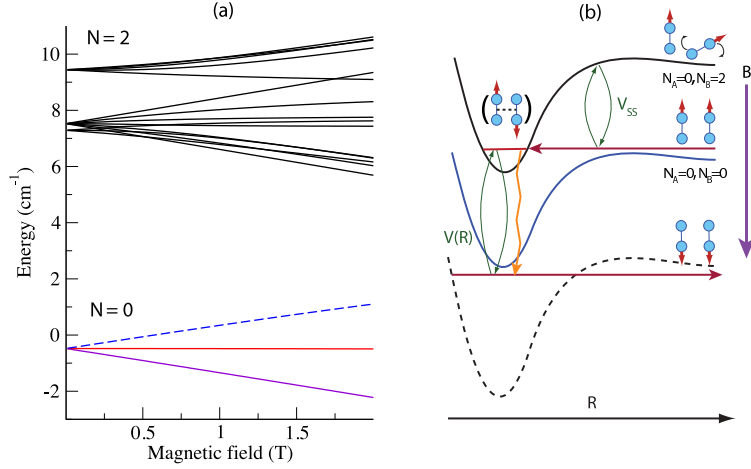 (a)
N = 2
10
8
6
4
2
0
-2
Energy (cm⁻¹)
N = 0
0.5
1
1.5
Magnetic field (T)
(b)
N_A=0,N_B=2
B
V_SS
( )
N_A=0,N_B=0
V(R)
R